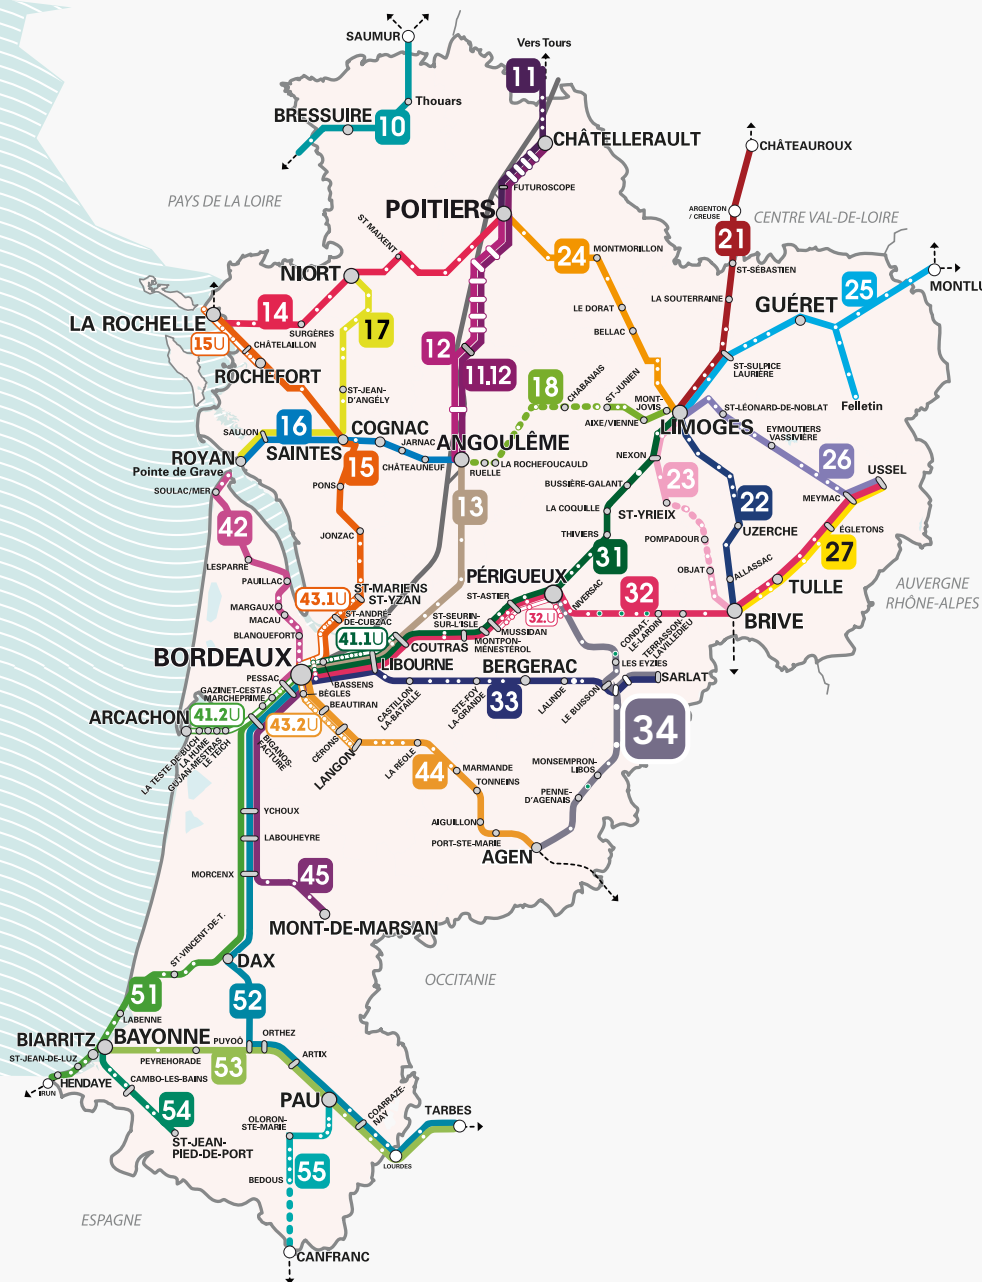 SAUMUR
Vers Tours
11
Thouars
BRESSUIRE
10
CHÂTELLERAULT
CHÂTEAUROUX
FUTUROSCOPE
PAYS DE LA LOIRE
POITIERS
ARGENTON
/ CREUSE
CENTRE VAL-DE-LOIRE
ST MAIXENT
24
MONTMORILLON
21
ST-SÉBASTIEN
NIORT
25
MONTLU
LA SOUTERRAINE
GUÉRET
LE DORAT
14
LA ROCHELLE
SURGÈRES
17
BELLAC
15U
CHÂTELAILLON
12
ROCHEFORT
11.12
ST-SULPICE
LAURIÈRE
18
CHABANAIS
ST-JUNIEN
ST-JEAN-
D'ANGÉLY
MONT-
JOVIS
Felletin
ST-LÉONARD-DE-NOBLAT
AIXE/VIENNE
LIMOGES
SAUJON
16
COGNAC
JARNAC
ANGOULÊME
EYMOUTIERS
VASSIVIÈRE
ROYAN
SAINTES
CHÂTEAUNEUF
RUELLE
LA ROCHEFOUCAULD
NEXON
26
USSEL
Pointe de Grave
15
SOULAC/MER
PONS
BUSSIÈRE-GALANT
23
MEYMAC
13
22
LA COQUILLE
ST-YRIEIX
ÉGLETONS
42
JONZAC
THIVIERS
POMPADOUR
UZERCHE
27
31
LESPARRE
OBJAT
ALLASSAC
TULLE
PAUILLAC
PÉRIGUEUX
AUVERGNE
RHÔNE-ALPES
ST-MARIENS
ST-YZAN
43.1U
ST-ASTIER
NIVERSAC
32
MARGAUX
MACAU
ST-ANDRÉ-
DE-CUBZAC
ST-SEURIN-
SUR-L'ISLE
32.U
BRIVE
BLANQUEFORT
41.1U
MUSSIDAN
MONTPON-
MÉNESTÉROL
CONDAT-
LE-LARDIN
TERRASSON-
LAVILLEDIEU
COUTRAS
BORDEAUX
LIBOURNE
BERGERAC
LES EYZIES
PESSAC
BASSENS
SARLAT
GAZINET-CESTAS
MARCHEPRIME
BÈGLES
BEAUTIRAN
CASTILLON
LA-BATAILLE
STE-FOY
LA-GRANDE
33
LALINDE
LE BUISSON
ARCACHON
41.2U
43.2U
34
LA TESTE-DE-BUCH
LA HUME
GUJAN-MESTRAS
LE TEICH
BIGANOS-
FACTURE
CÉRONS
LANGON
LA RÉOLE
44
MARMANDE
MONSEMPRON-
LIBOS
TONNEINS
PENNE-
D'AGENAIS
YCHOUX
AIGUILLON
LABOUHEYRE
PORT-STE-MARIE
AGEN
MORCENX
45
MONT-DE-MARSAN
ST-VINCENT-DE-T.
DAX
OCCITANIE
51
52
LABENNE
BIARRITZ
BAYONNE
PUYOÔ
ORTHEZ
ST-JEAN-DE-LUZ
PEYREHORADE
53
ARTIX
HENDAYE
CAMBO-LES-BAINS
IRUN
54
PAU
COARRAZE-
NAY
TARBES
OLORON-
STE-MARIE
ST-JEAN-
PIED-DE-PORT
LOURDES
55
BEDOUS
ESPAGNE
CANFRANC